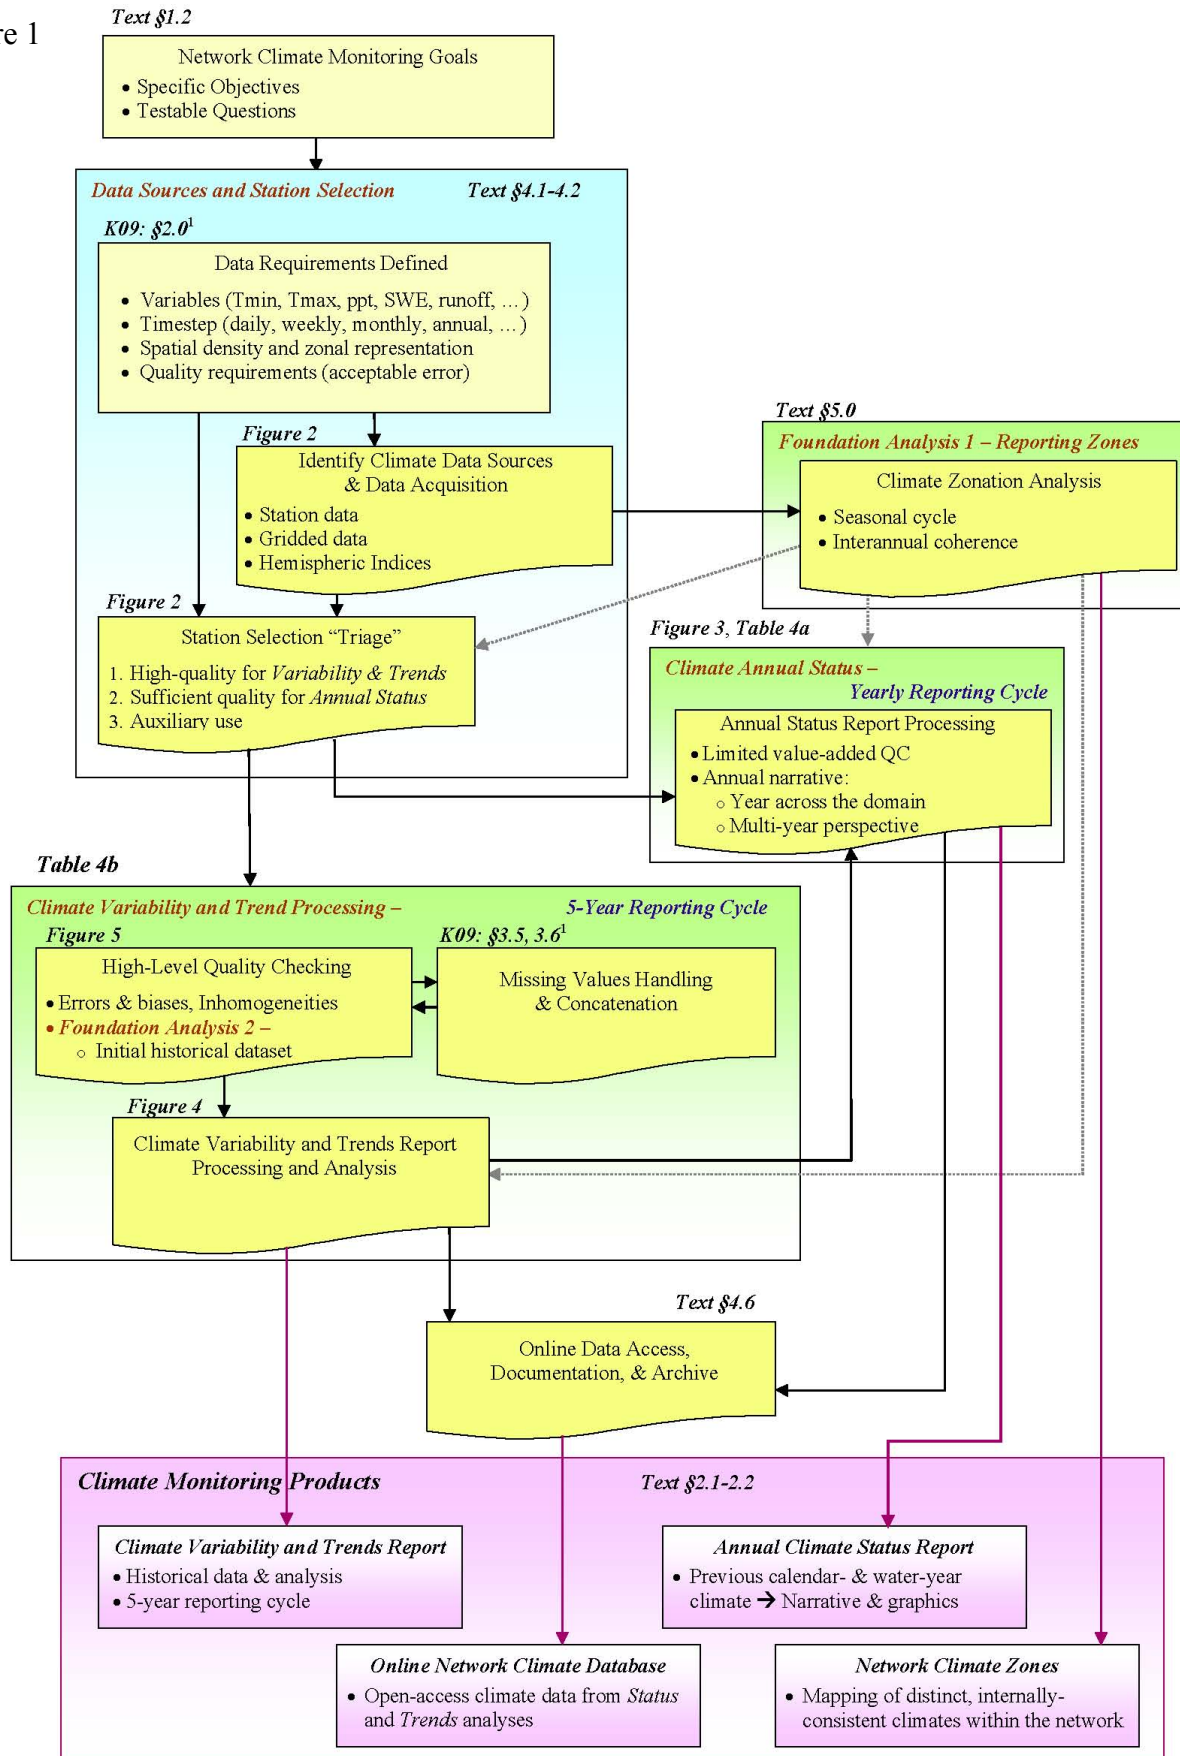 Text §1.2
re 1
Network Climate Monitoring Goals
• Specific Objectives
• Testable Questions
Data Sources and Station Selection Text §4.1-4.2
K09: §2.0¹
Data Requirements Defined
• Variables (Tmin, Tmax, ppt, SWE, runoff, …)
• Timestep (daily, weekly, monthly, annual, …)
• Spatial density and zonal representation
• Quality requirements (acceptable error)
Figure 2
Identify Climate Data Sources
& Data Acquisition
• Station data
• Gridded data
• Hemispheric Indices
Text §5.0
Foundation Analysis 1 – Reporting Zones
Climate Zonation Analysis
• Seasonal cycle
• Interannual coherence
Figure 2
Station Selection “Triage”
1. High-quality for Variability & Trends
2. Sufficient quality for Annual Status
3. Auxiliary use
Figure 3, Table 4a
Climate Annual Status –
Yearly Reporting Cycle
Annual Status Report Processing
• Limited value-added QC
• Annual narrative:
○ Year across the domain
○ Multi-year perspective
Table 4b
Climate Variability and Trend Processing – 5-Year Reporting Cycle
Figure 5
High-Level Quality Checking
• Errors & biases, Inhomogeneities
• Foundation Analysis 2 –
○ Initial historical dataset
K09: §3.5, 3.6¹
Missing Values Handling
& Concatenation
Figure 4
Climate Variability and Trends Report
Processing and Analysis
Text §4.6
Online Data Access,
Documentation, & Archive
Climate Monitoring Products Text §2.1-2.2
Climate Variability and Trends Report
• Historical data & analysis
• 5-year reporting cycle
Annual Climate Status Report
• Previous calendar- & water-year
climate → Narrative & graphics
Online Network Climate Database
• Open-access climate data from Status
and Trends analyses
Network Climate Zones
• Mapping of distinct, internally-
consistent climates within the network